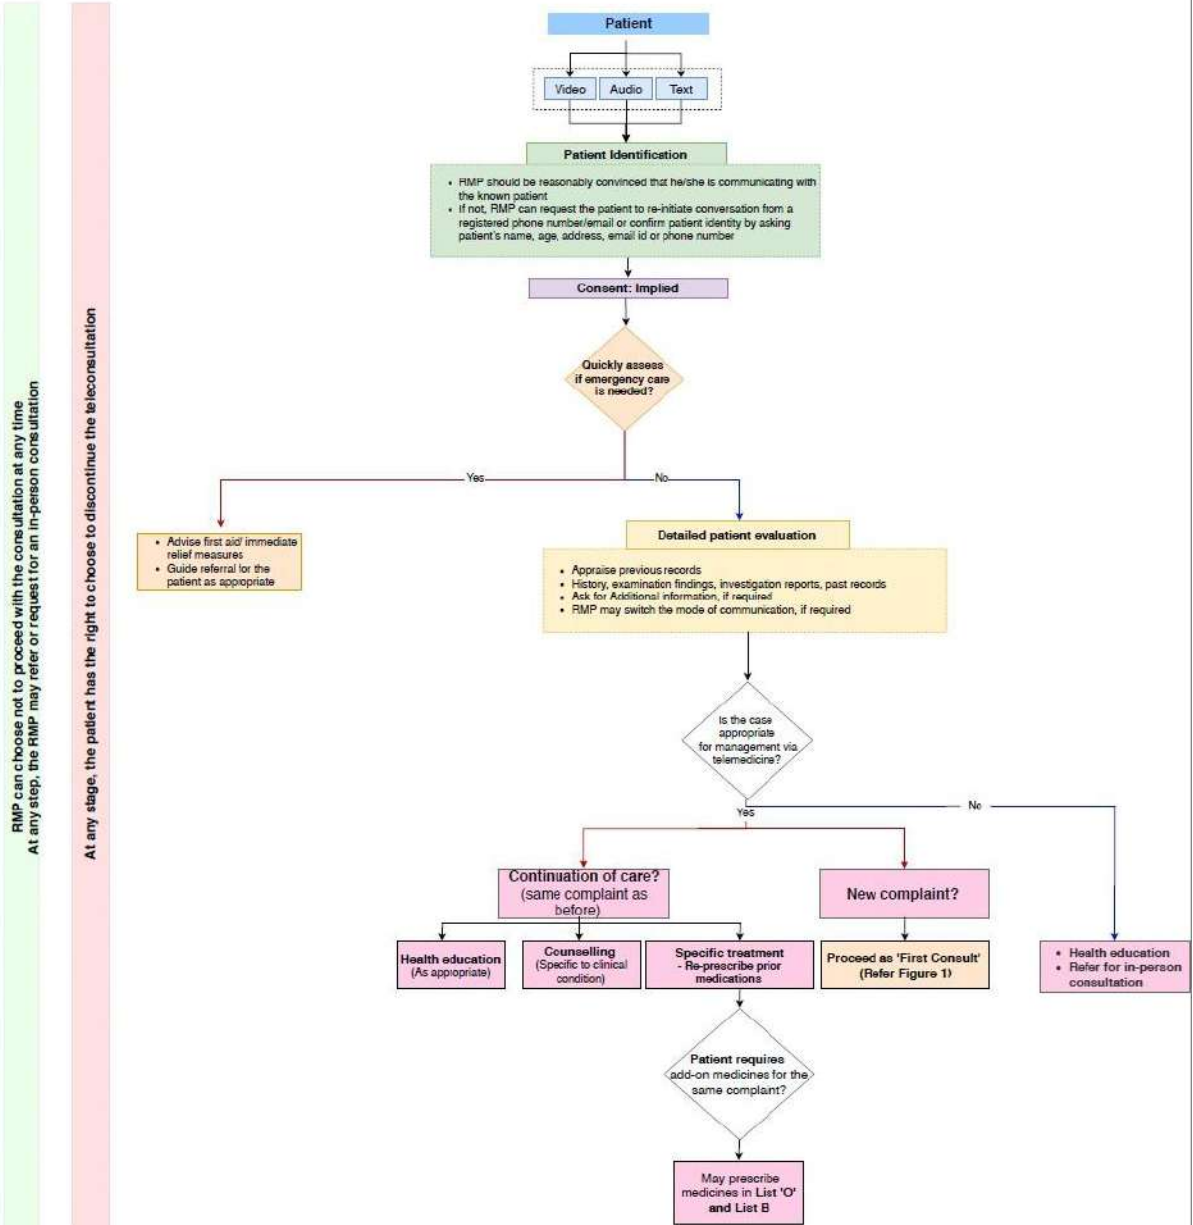 Patient
Video
Audio
Text
Patient Identification
• RMP should be reasonably convinced that he/she is communicating with
the known patient
• If not, RMP can request the patient to re-initiate conversation from a
registered phone number/email or confirm patient identity by asking
patient's name, age, address, email id or phone number
Consent: Implied
Quickly assess
if emergency care
is needed?
Yes
No
• Advise first aid/ immediate
relief measures
• Guide referral for the
patient as appropriate
Detailed patient evaluation
• Appraise previous records
• History, examination findings, investigation reports, past records
• Ask for Additional information, if required
• RMP may switch the mode of communication, if required
Is the case
appropriate
for management via
telemedicine?
Yes
No
Continuation of care?
(same complaint as
before)
New complaint?
Health education
(As appropriate)
Counselling
(Specific to clinical
condition)
Specific treatment
- Re-prescribe prior
medications
Proceed as 'First Consult'
(Refer Figure 1)
• Health education
• Refer for in-person
consultation
Patient requires
add-on medicines for the
same complaint?
May prescribe
medicines in List 'O'
and List B
RMP can choose not to proceed with the consultation at any time
At any step, the RMP may refer or request for an in-person consultation
At any stage, the patient has the right to choose to discontinue the teleconsultation